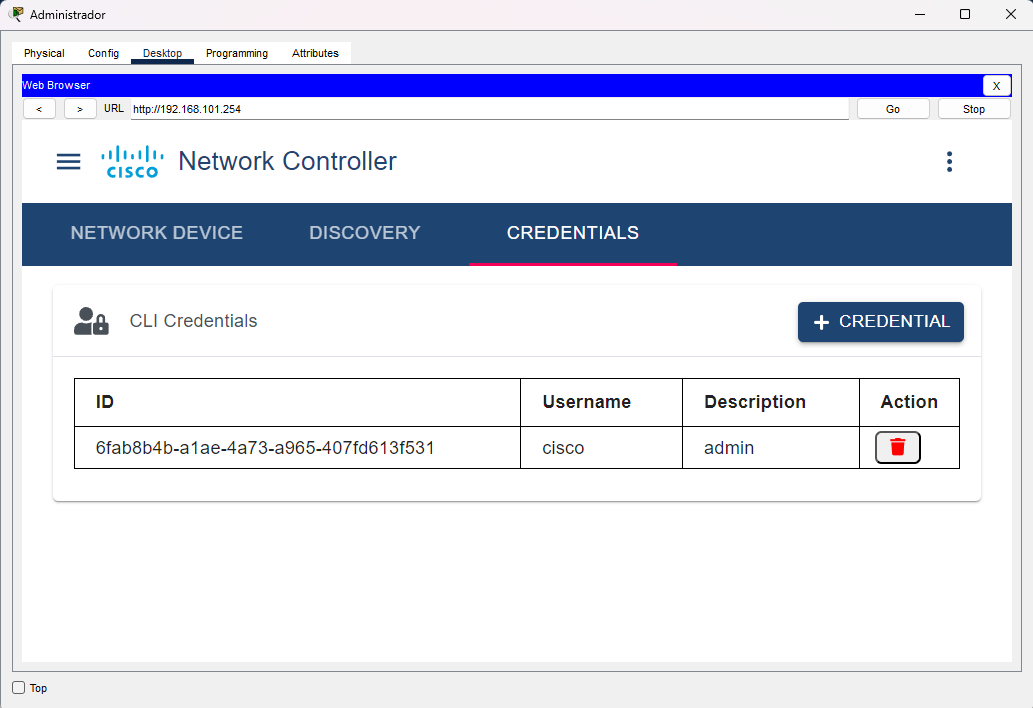 Administrador
Physical Config Desktop Programming Attributes
Web Browser X
< > URL http://192.168.101.254 Go Stop
CISCO Network Controller
NETWORK DEVICE DISCOVERY CREDENTIALS
CLI Credentials + CREDENTIAL
ID Username Description Action
6fab8b4b-a1ae-4a73-a965-407fd613f531 cisco admin
Top